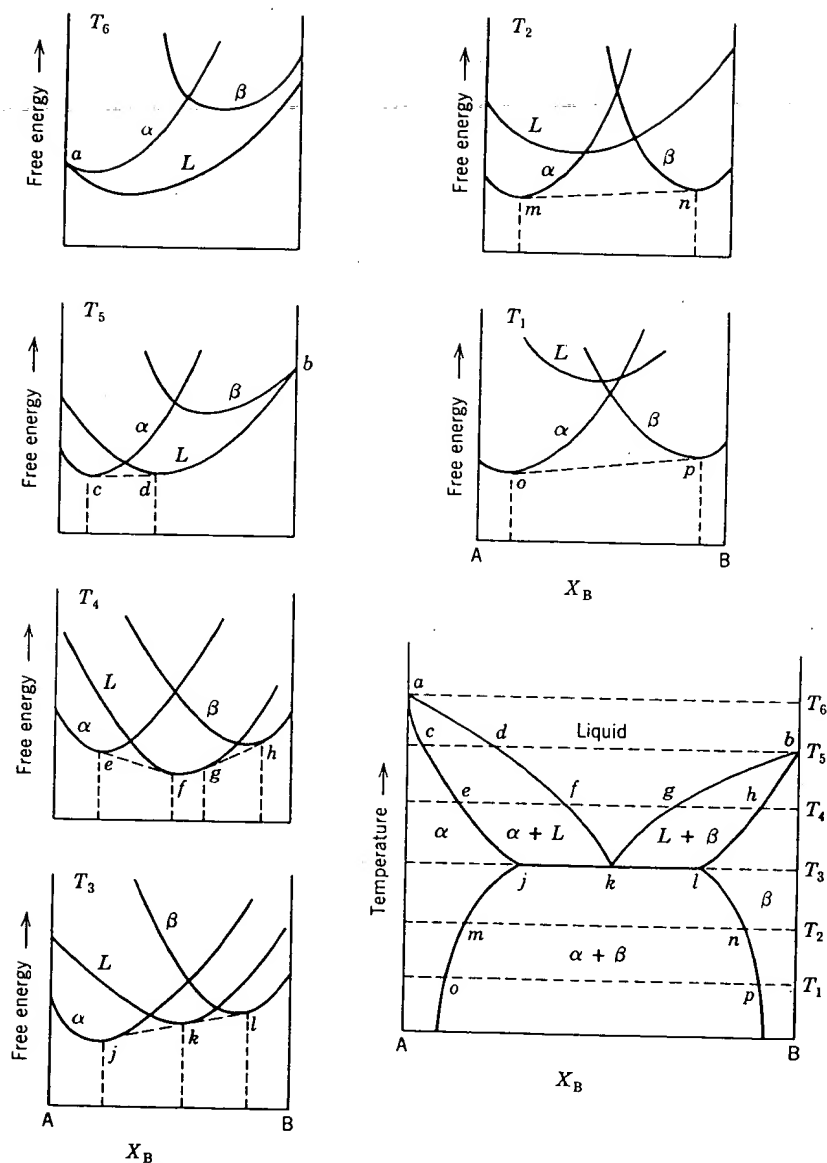 T6
Free energy →
a
α
β
L
T5
Free energy →
α
β
b
L
c
d
T4
Free energy →
L
β
α
e
f
g
h
T3
Free energy →
β
L
α
j
k
l
A
B
XB
T2
Free energy →
L
α
β
m
n
T1
Free energy →
L
α
β
o
p
A
B
XB
a
T6
c
d
Liquid
b
T5
e
f
g
h
T4
α
α + L
L + β
T3
j
k
l
β
m
n
T2
α + β
o
p
T1
Temperature →
A
B
XB